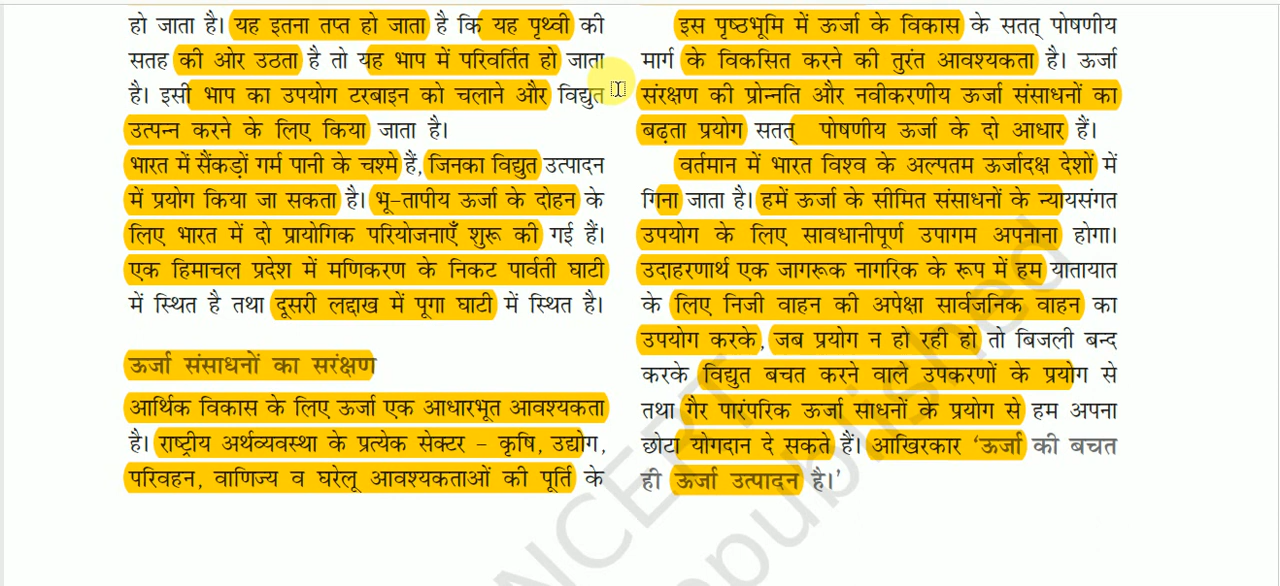 हो जाता है। यह इतना तप्त हो जाता है कि यह पृथ्वी की
सतह की ओर उठता है तो यह भाप में परिवर्तित हो जाता
है। इसी भाप का उपयोग टरबाइन को चलाने और विद्युत
उत्पन्न करने के लिए किया जाता है।
भारत में सैंकड़ों गर्म पानी के चश्मे हैं, जिनका विद्युत उत्पादन
में प्रयोग किया जा सकता है। भू-तापीय ऊर्जा के दोहन के
लिए भारत में दो प्रायोगिक परियोजनाएँ शुरू की गई हैं।
एक हिमाचल प्रदेश में मणिकरण के निकट पार्वती घाटी
में स्थित है तथा दूसरी लद्दाख में पूगा घाटी में स्थित है।
ऊर्जा संसाधनों का सरंक्षण
आर्थिक विकास के लिए ऊर्जा एक आधारभूत आवश्यकता
है। राष्ट्रीय अर्थव्यवस्था के प्रत्येक सेक्टर – कृषि, उद्योग,
परिवहन, वाणिज्य व घरेलू आवश्यकताओं की पूर्ति के
इस पृष्ठभूमि में ऊर्जा के विकास के सतत् पोषणीय
मार्ग के विकसित करने की तुरंत आवश्यकता है। ऊर्जा
संरक्षण की प्रोन्नति और नवीकरणीय ऊर्जा संसाधनों का
बढ़ता प्रयोग सतत् पोषणीय ऊर्जा के दो आधार हैं।
वर्तमान में भारत विश्व के अल्पतम ऊर्जादक्ष देशों में
गिना जाता है। हमें ऊर्जा के सीमित संसाधनों के न्यायसंगत
उपयोग के लिए सावधानीपूर्ण उपागम अपनाना होगा।
उदाहरणार्थ एक जागरूक नागरिक के रूप में हम यातायात
के लिए निजी वाहन की अपेक्षा सार्वजनिक वाहन का
उपयोग करके, जब प्रयोग न हो रही हो तो बिजली बन्द
करके विद्युत बचत करने वाले उपकरणों के प्रयोग से
तथा गैर पारंपरिक ऊर्जा साधनों के प्रयोग से हम अपना
छोटा योगदान दे सकते हैं। आखिरकार ‘ऊर्जा की बचत
ही ऊर्जा उत्पादन है।’
NCERT
republished